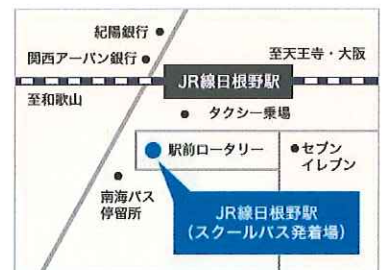 紀陽銀行
関西アーバン銀行
至天王寺・大阪
JR線日根野駅
至和歌山
タクシー乗場
駅前ロータリー
セブン
イレブン
南海バス
停留所
JR線日根野駅
(スクールバス発着場)